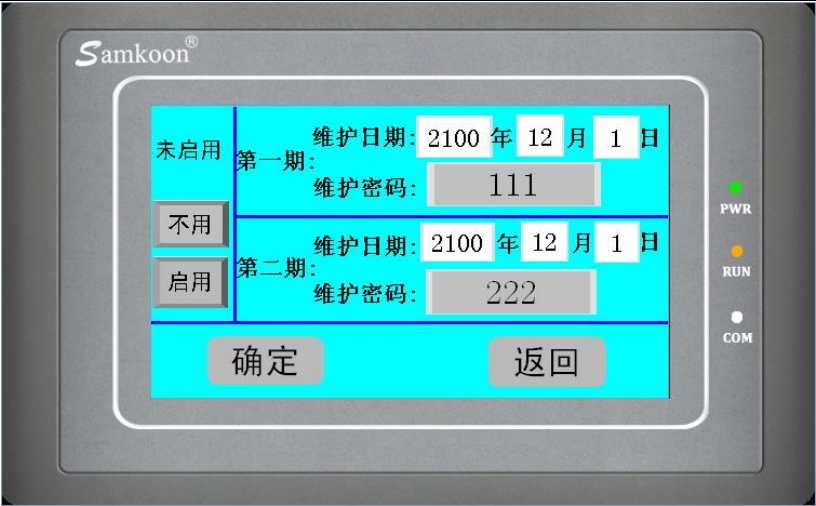 Samkoon®
未启用
第一期:
维护日期: 2100 年 12 月 1 日
维护密码: 111
不用
启用
第二期:
维护日期: 2100 年 12 月 1 日
维护密码: 222
确定
返回
PWR
RUN
COM